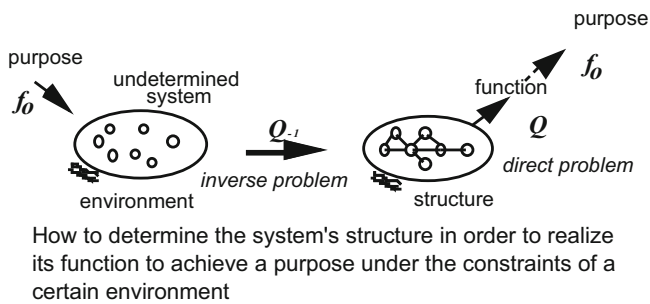 purpose
f₀
undetermined
system
environment
Q-1
inverse problem
structure
function
Q
direct problem
purpose
f₀
How to determine the system's structure in order to realize
its function to achieve a purpose under the constraints of a
certain environment